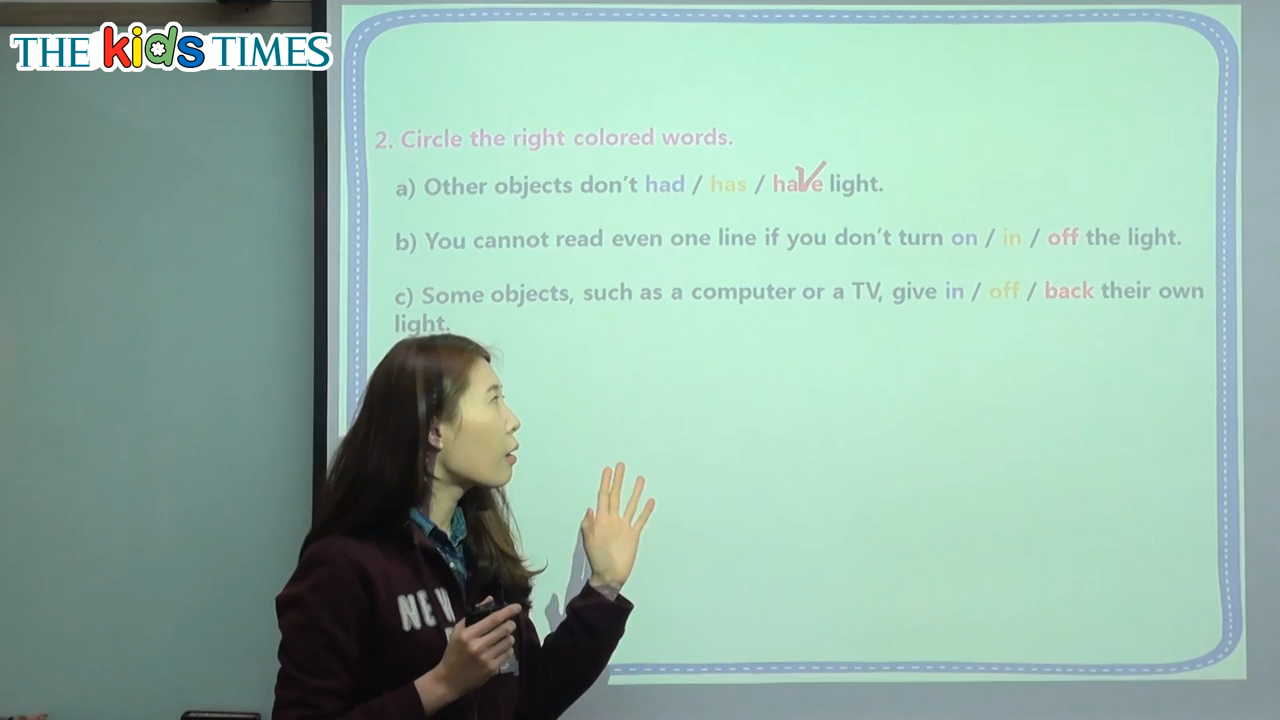 THE kids TIMES
2. Circle the right colored words.
a) Other objects don't had / has / have light.
b) You cannot read even one line if you don't turn on / in / off the light.
c) Some objects, such as a computer or a TV, give in / off / back their own
light.
NEW